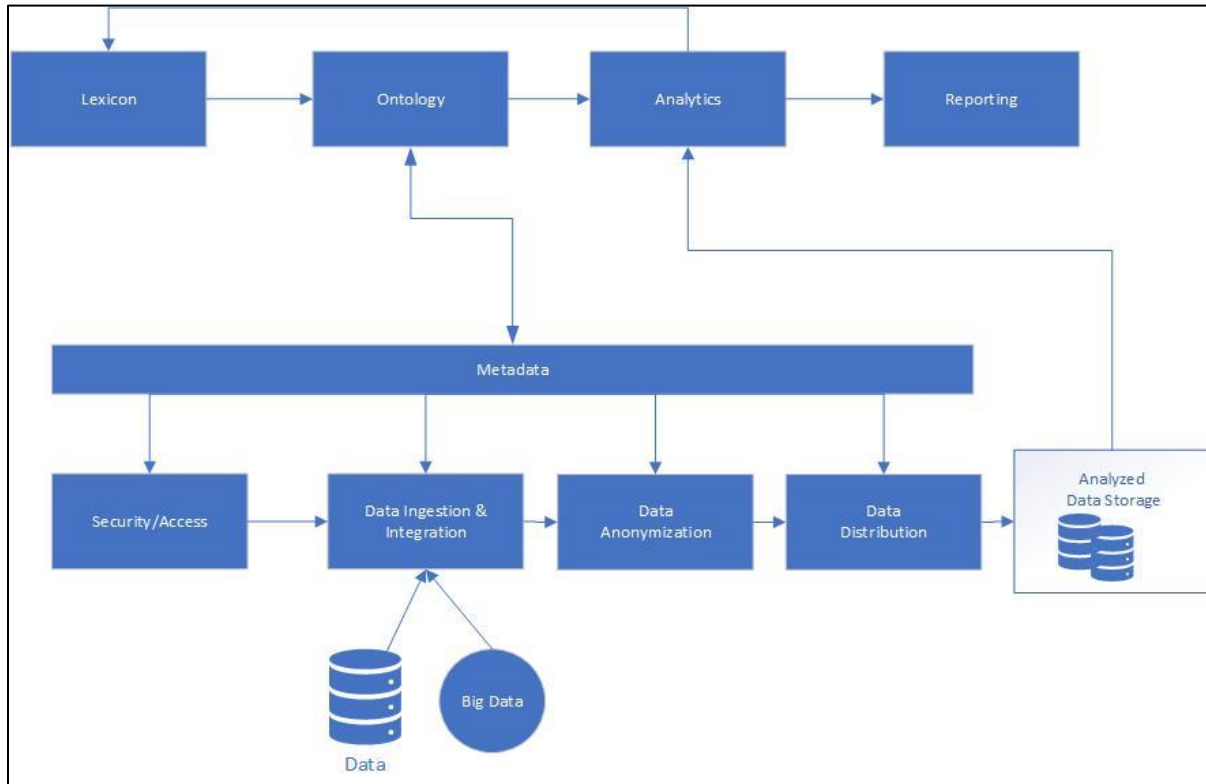 Lexicon
Ontology
Analytics
Reporting
Metadata
Security/Access
Data Ingestion &
Integration
Data
Anonymization
Data
Distribution
Analyzed
Data Storage
Big Data
Data